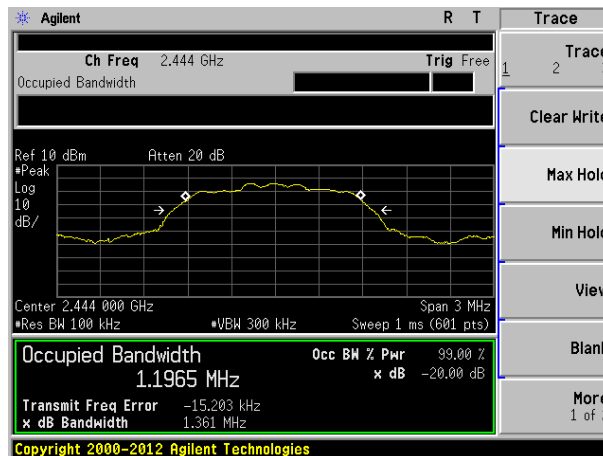 Agilent R T Trace
Ch Freq 2.444 GHz Trig Free
Occupied Bandwidth
Trace
1 2
Clear Write
Max Hold
Min Hold
View
Blank
More
1 of
Ref 10 dBm Atten 20 dB
#Peak
Log
10
dB/
Center 2.444 000 GHz Span 3 MHz
#Res BW 100 kHz #VBW 300 kHz Sweep 1 ms (601 pts)
Occupied Bandwidth Occ BW % Pwr 99.00 %
1.1965 MHz x dB -20.00 dB
Transmit Freq Error -15.203 kHz
x dB Bandwidth 1.361 MHz
Copyright 2000-2012 Agilent Technologies